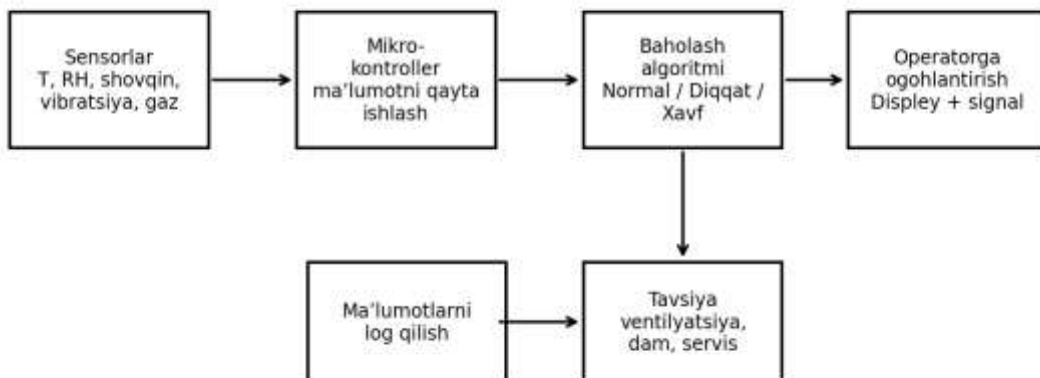 Sensorlar
T, RH, shovqin,
vibratsiya, gaz
Mikro-
kontroller
ma’lumotni qayta
ishlash
Baholash
algoritmi
Normal / Diqqat /
Xavf
Operatorga
ogohlantirish
Displey + signal
Ma’lumotlarni
log qilish
Tavsiya
ventilyatsiya,
dam, servis